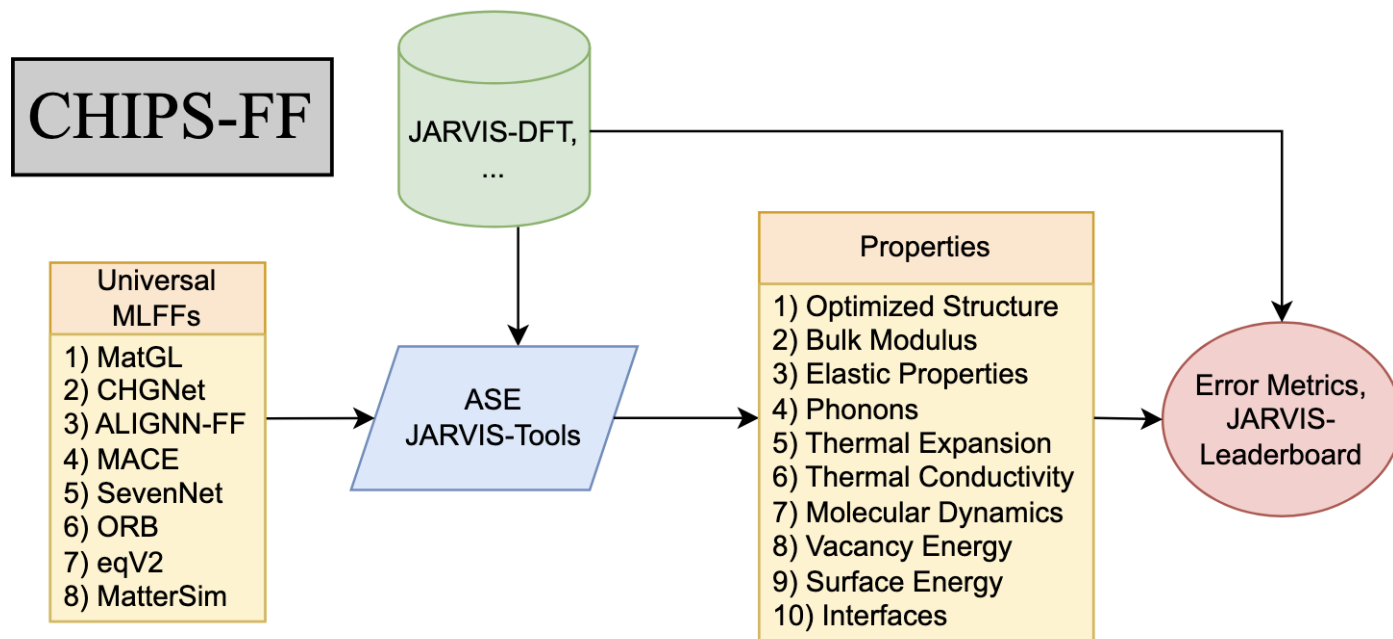 CHIPS-FF
JARVIS-DFT,
...
Universal
MLFFs
1) MatGL
2) CHGNet
3) ALIGNN-FF
4) MACE
5) SevenNet
6) ORB
7) eqV2
8) MatterSim
ASE
JARVIS-Tools
Properties
1) Optimized Structure
2) Bulk Modulus
3) Elastic Properties
4) Phonons
5) Thermal Expansion
6) Thermal Conductivity
7) Molecular Dynamics
8) Vacancy Energy
9) Surface Energy
10) Interfaces
Error Metrics,
JARVIS-
Leaderboard